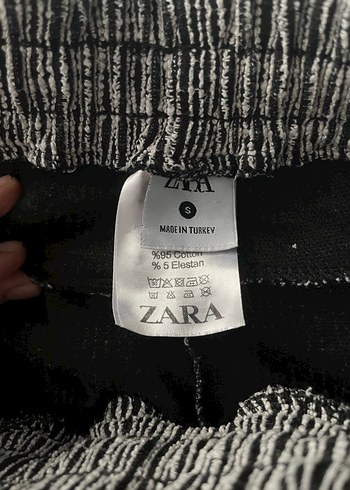 ZARA
S
MADE IN TURKEY
%95 Cotton
% 5 Elestan
ZARA